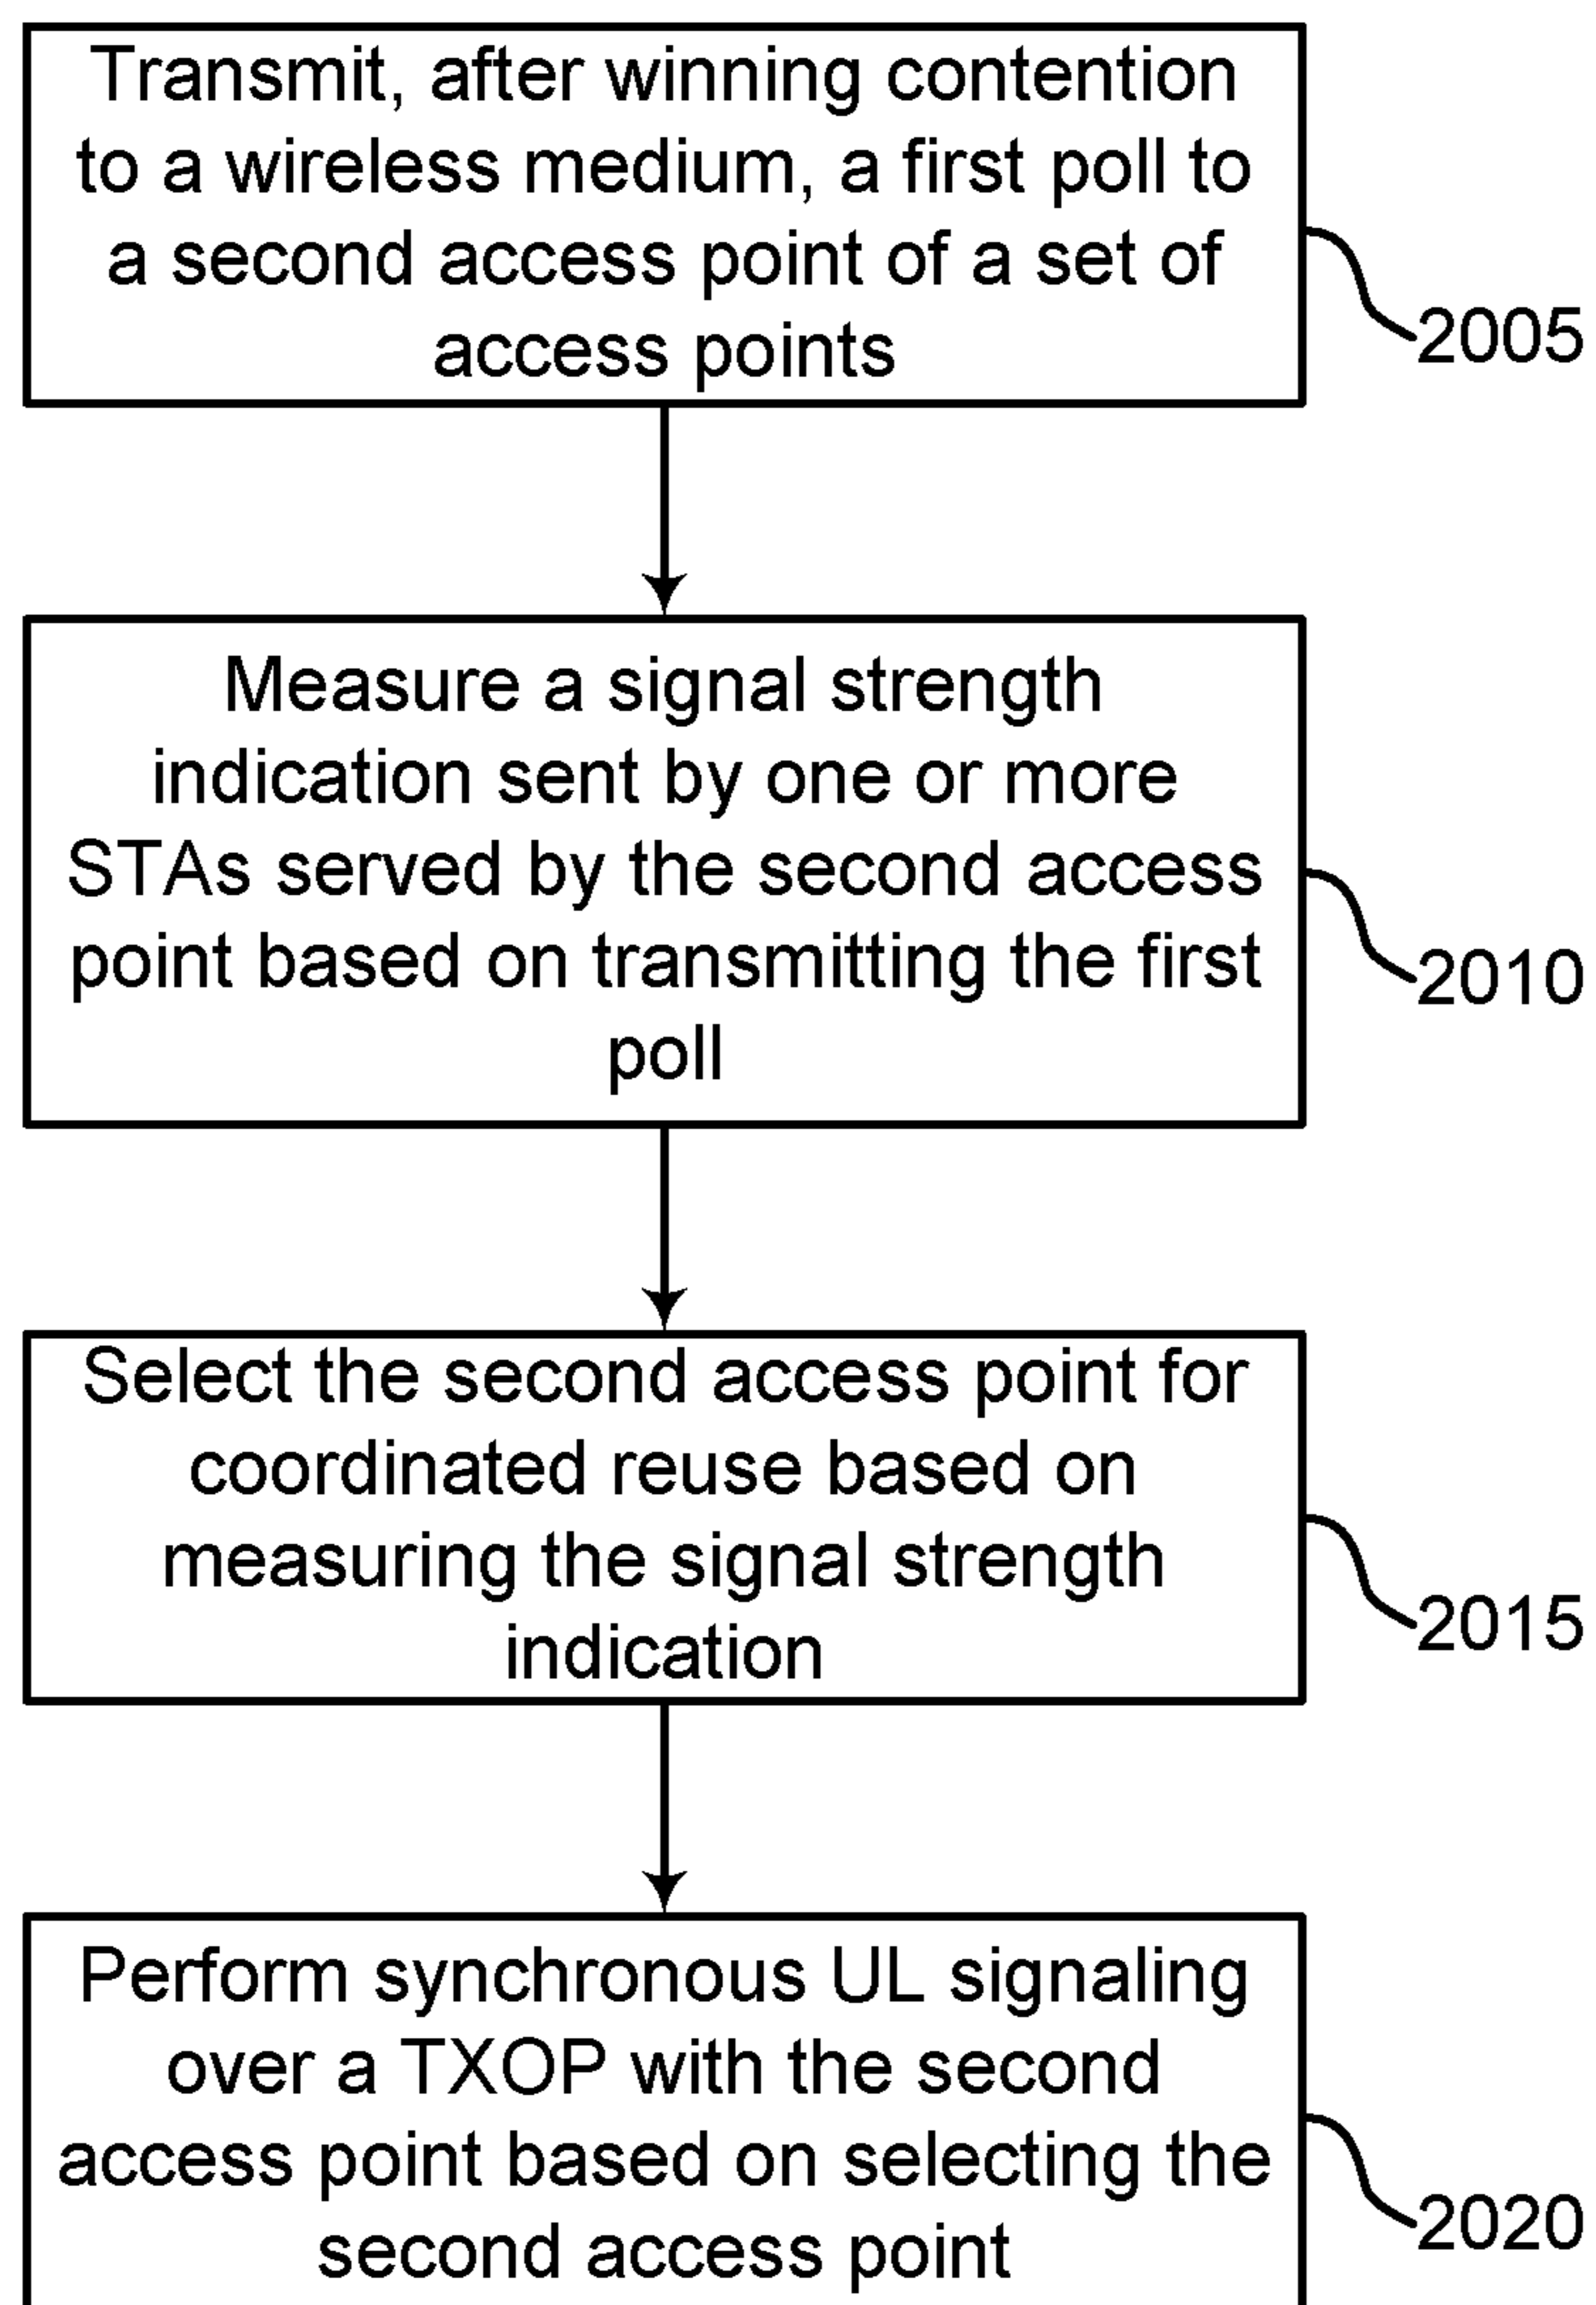 Transmit, after winning contention
to a wireless medium, a first poll to
a second access point of a set of
access points
2005
Measure a signal strength
indication sent by one or more
STAs served by the second access
point based on transmitting the first
poll
2010
Select the second access point for
coordinated reuse based on
measuring the signal strength
indication
2015
Perform synchronous UL signaling
over a TXOP with the second
access point based on selecting the
second access point
2020